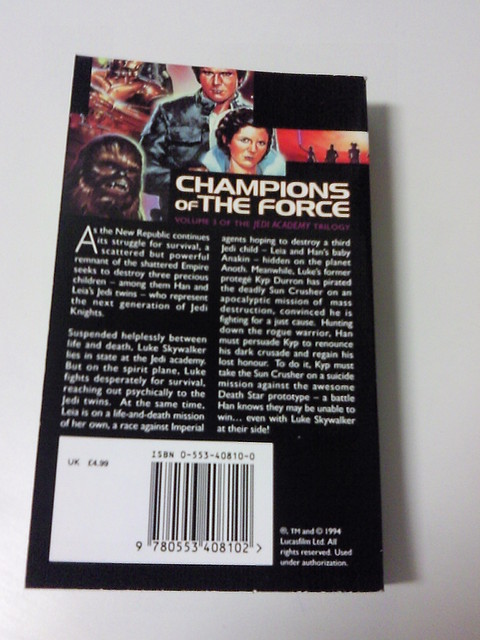 CHAMPIONS
OF THE FORCE
VOLUME 3 OF THE JEDI ACADEMY TRILOGY
As the New Republic continues
its struggle for survival, a
scattered but powerful
remnant of the shattered Empire
seeks to destroy three precious
children – among them Han and
Leia's Jedi twins – who represent
the next generation of Jedi
Knights.
Suspended helplessly between
life and death, Luke Skywalker
lies in state at the Jedi academy.
But on the spirit plane, Luke
fights desperately for survival,
reaching out psychically to the
Jedi twins. At the same time,
Leia is on a life-and-death mission
of her own, a race against Imperial
agents hoping to destroy a third
Jedi child – Leia and Han's baby
Anakin – hidden on the planet
Anoth. Meanwhile, Luke's former
protegé Kyp Durron has pirated
the deadly Sun Crusher on an
apocalyptic mission of mass
destruction, convinced he is
fighting for a just cause. Hunting
down the rogue warrior, Han
must persuade Kyp to renounce
his dark crusade and regain his
lost honour. To do it, Kyp must
take the Sun Crusher on a suicide
mission against the awesome
Death Star prototype – a battle
Han knows they may be unable to
win... even with Luke Skywalker
at their side!
UK £4.99
ISBN 0-553-40810-0
9 780553 408102 >
®, TM and © 1994
Lucasfilm Ltd. All
rights reserved. Used
under authorization.